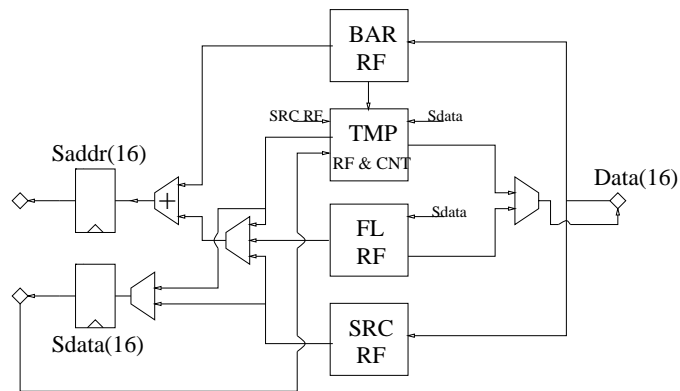 BAR
RF
SRC RF
Sdata
TMP
RF & CNT
Saddr(16)
+
Data(16)
Sdata
FL
RF
Sdata(16)
SRC
RF